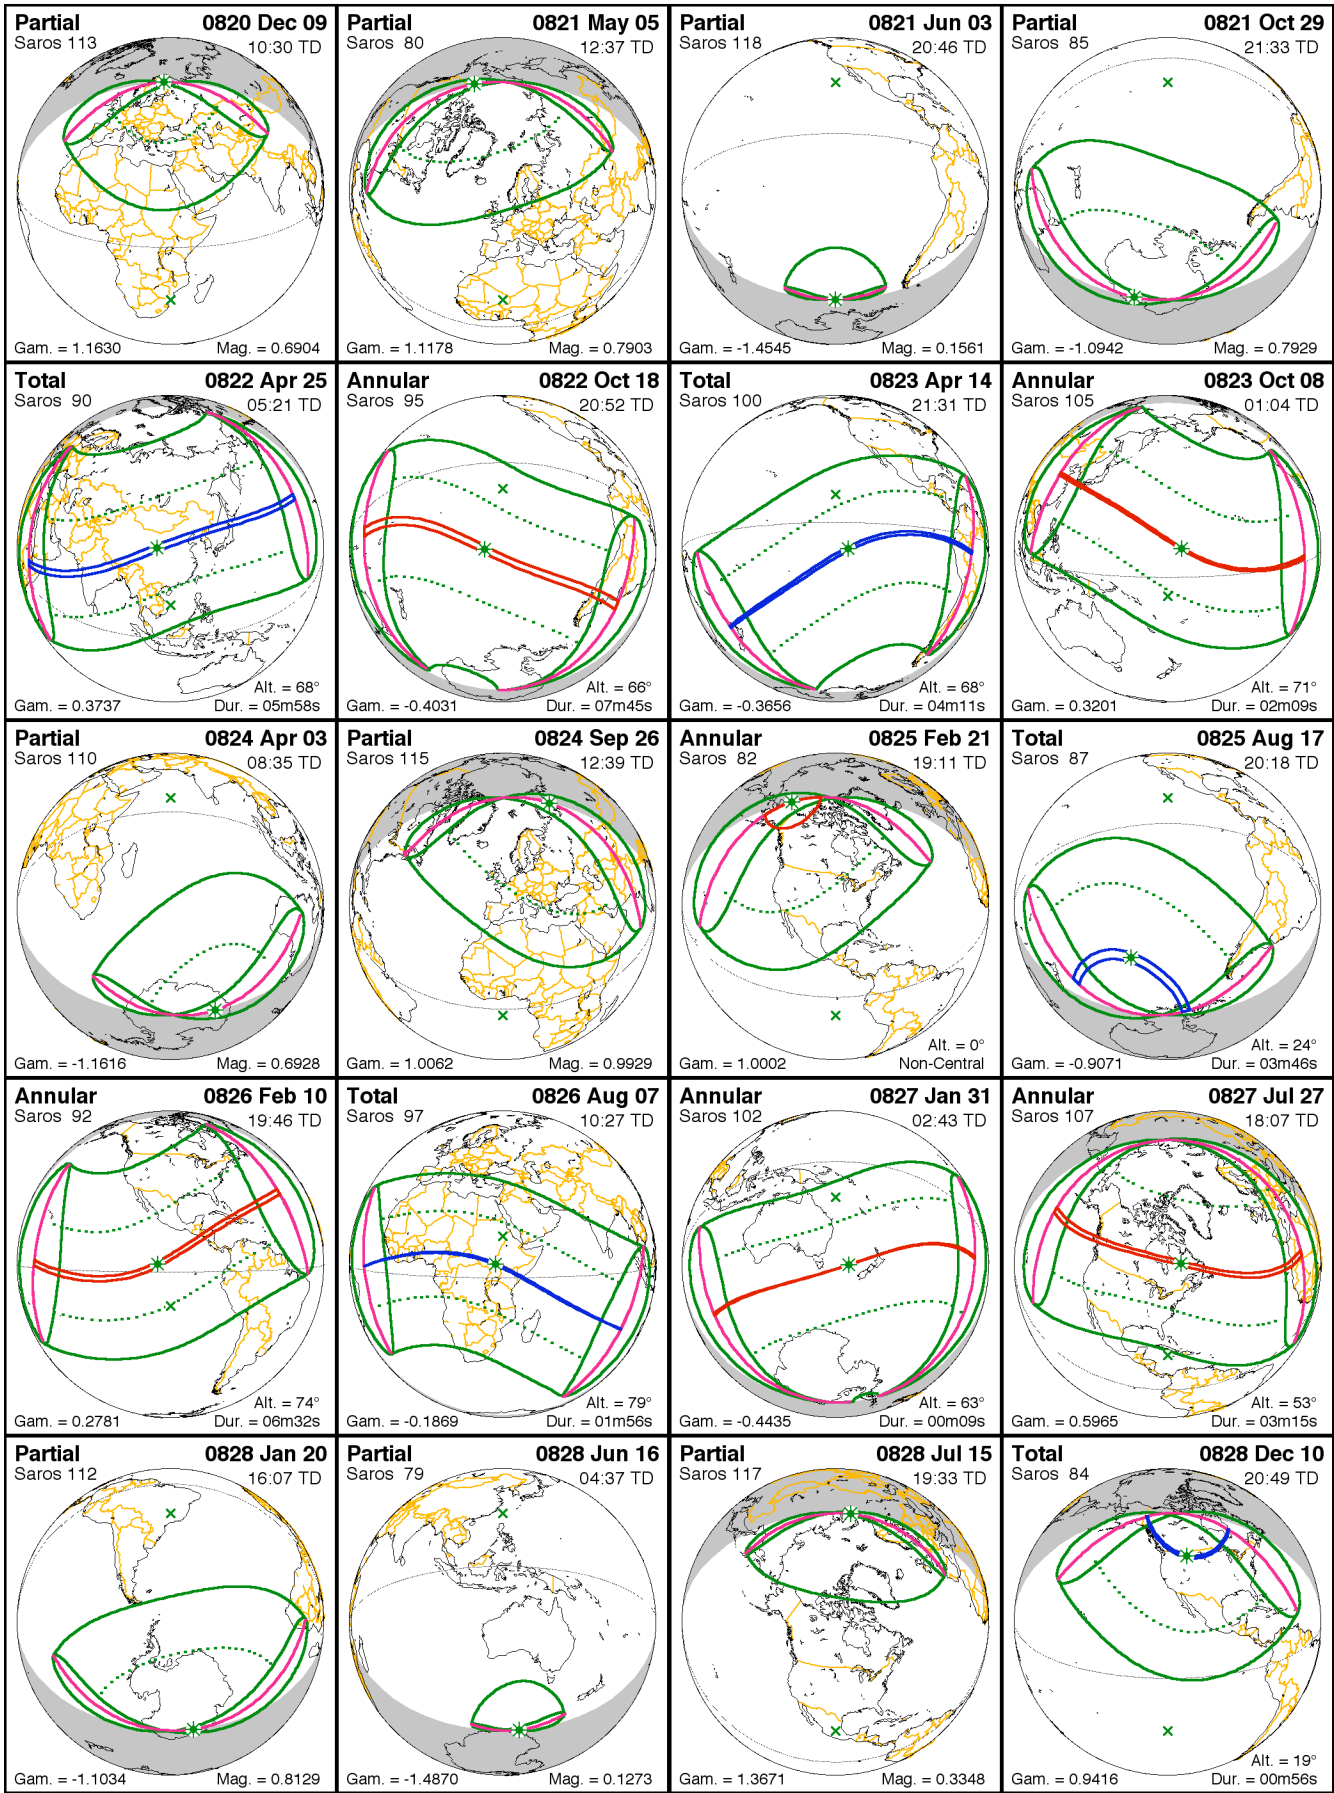 Partial 0820 Dec 09
Saros 113 10:30 TD
Gam. = 1.1630 Mag. = 0.6904
Partial 0821 May 05
Saros 80 12:37 TD
Gam. = 1.1178 Mag. = 0.7903
Partial 0821 Jun 03
Saros 118 20:46 TD
Gam. = -1.4545 Mag. = 0.1561
Partial 0821 Oct 29
Saros 85 21:33 TD
Gam. = -1.0942 Mag. = 0.7929
Total 0822 Apr 25
Saros 90 05:21 TD
Alt. = 68°
Gam. = 0.3737 Dur. = 05m58s
Annular 0822 Oct 18
Saros 95 20:52 TD
Alt. = 66°
Gam. = -0.4031 Dur. = 07m45s
Total 0823 Apr 14
Saros 100 21:31 TD
Alt. = 68°
Gam. = -0.3656 Dur. = 04m11s
Annular 0823 Oct 08
Saros 105 01:04 TD
Alt. = 71°
Gam. = 0.3201 Dur. = 02m09s
Partial 0824 Apr 03
Saros 110 08:35 TD
Gam. = -1.1616 Mag. = 0.6928
Partial 0824 Sep 26
Saros 115 12:39 TD
Gam. = 1.0062 Mag. = 0.9929
Annular 0825 Feb 21
Saros 82 19:11 TD
Alt. = 0°
Gam. = 1.0002 Non-Central
Total 0825 Aug 17
Saros 87 20:18 TD
Alt. = 24°
Gam. = -0.9071 Dur. = 03m46s
Annular 0826 Feb 10
Saros 92 19:46 TD
Alt. = 74°
Gam. = 0.2781 Dur. = 06m32s
Total 0826 Aug 07
Saros 97 10:27 TD
Alt. = 79°
Gam. = -0.1869 Dur. = 01m56s
Annular 0827 Jan 31
Saros 102 02:43 TD
Alt. = 63°
Gam. = -0.4435 Dur. = 00m09s
Annular 0827 Jul 27
Saros 107 18:07 TD
Alt. = 53°
Gam. = 0.5965 Dur. = 03m15s
Partial 0828 Jan 20
Saros 112 16:07 TD
Gam. = -1.1034 Mag. = 0.8129
Partial 0828 Jun 16
Saros 79 04:37 TD
Gam. = -1.4870 Mag. = 0.1273
Partial 0828 Jul 15
Saros 117 19:33 TD
Gam. = 1.3671 Mag. = 0.3348
Total 0828 Dec 10
Saros 84 20:49 TD
Alt. = 19°
Gam. = 0.9416 Dur. = 00m56s